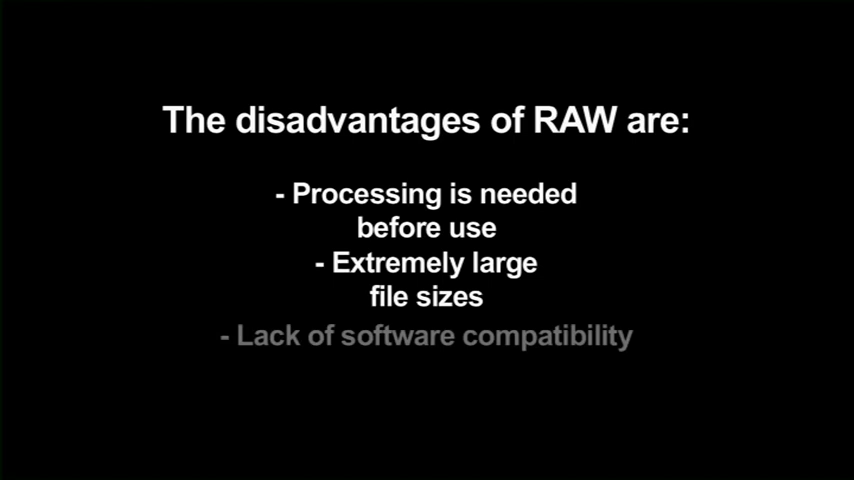 The disadvantages of RAW are:
- Processing is needed
before use
- Extremely large
file sizes
- Lack of software compatibility